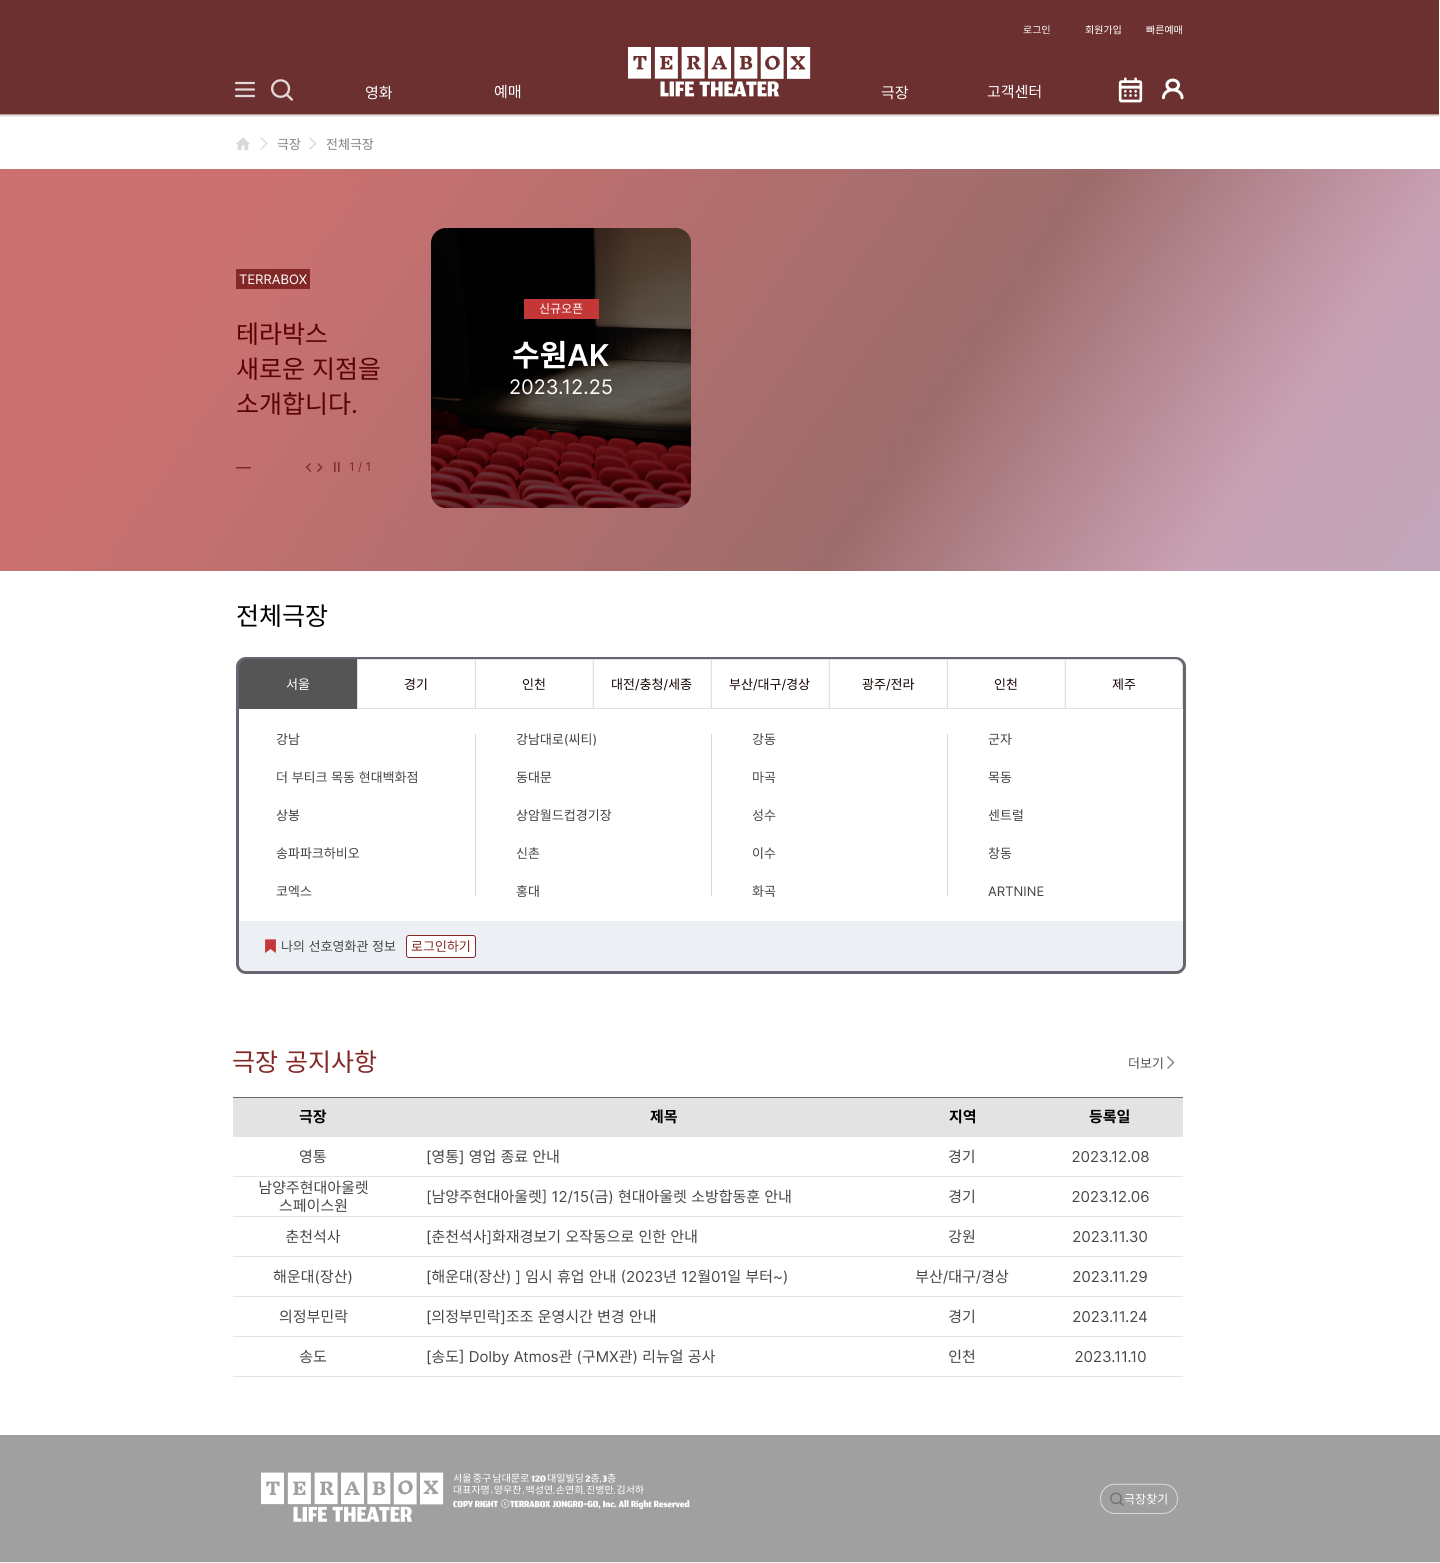 로그인 회원가입 빠른예매
TERABOX
LIFE THEATER
영화 예매 극장 고객센터
극장 전체극장
TERRABOX
테라박스
새로운 지점을
소개합니다.
1 / 1
신규오픈
수원AK
2023.12.25
전체극장
서울 경기 인천 대전/충청/세종 부산/대구/경상 광주/전라 인천 제주
강남 강남대로(씨티) 강동 군자
더 부티크 목동 현대백화점 동대문 마곡 목동
상봉 상암월드컵경기장 성수 센트럴
송파파크하비오 신촌 이수 창동
코엑스 홍대 화곡 ARTNINE
나의 선호영화관 정보 로그인하기
극장 공지사항 더보기
극장 제목 지역 등록일
영통 [영통] 영업 종료 안내 경기 2023.12.08
남양주현대아울렛
스페이스원 [남양주현대아울렛] 12/15(금) 현대아울렛 소방합동훈 안내 경기 2023.12.06
춘천석사 [춘천석사]화재경보기 오작동으로 인한 안내 강원 2023.11.30
해운대(장산) [해운대(장산) ] 임시 휴업 안내 (2023년 12월01일 부터~) 부산/대구/경상 2023.11.29
의정부민락 [의정부민락]조조 운영시간 변경 안내 경기 2023.11.24
송도 [송도] Dolby Atmos관 (구MX관) 리뉴얼 공사 인천 2023.11.10
TERABOX
LIFE THEATER
서울 중구 남대문로 120 대일빌딩 2층, 3층
대표자명, 양우찬, 백성연, 손연희, 진병만, 김서하
COPY RIGHT ⓒTERRABOX JONGRO-GO, Inc. All Right Reserved
극장찾기